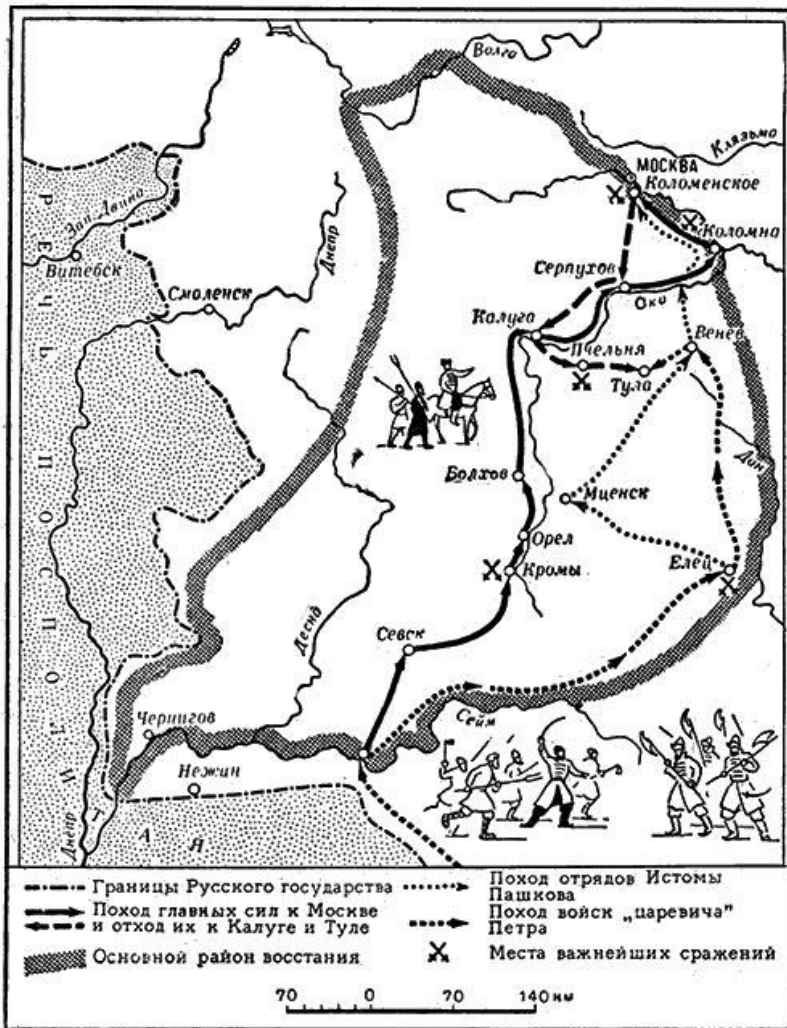 Волга
Клязьма
МОСКВА
Коломенское
Коломна
РЕЧЬ ПОСПОЛИТАЯ
Зап. Двина
Витебск
Днепр
Смоленск
Серпухов
Ока
Калуга
Пчельня
Венев
Тула
Дон
Болхов
Мценск
Орел
Кромы
Елец
Десна
Севск
Сейм
Чернигов
Нежин
Днепр
Границы Русского государства
Поход главных сил к Москве
и отход их к Калуге и Туле
Основной район восстания
Поход отрядов Истомы
Пашкова
Поход войск „царевича"
Петра
Места важнейших сражений
70 0 70 140 км